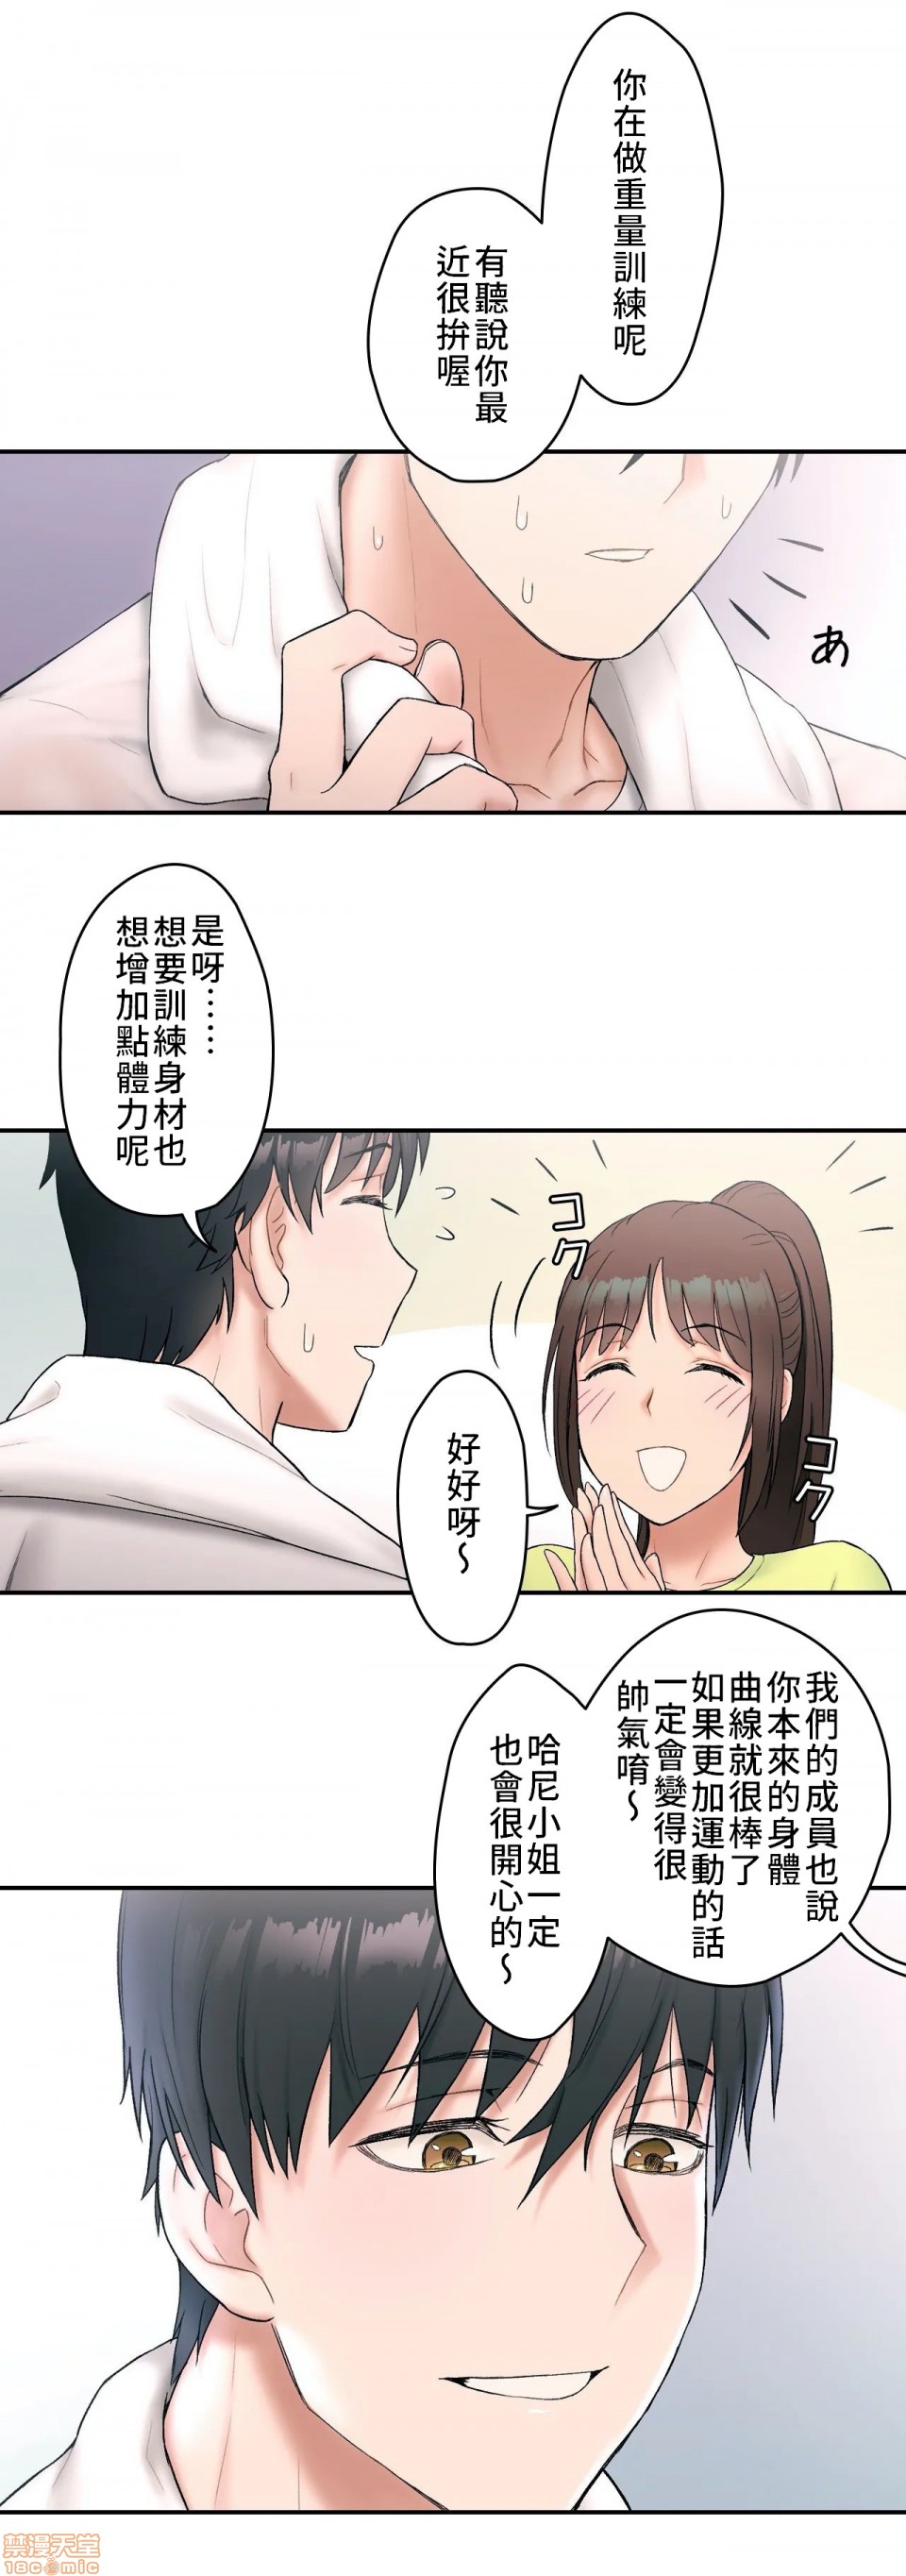 你在做重量訓練呢
有聽說你最
近很拚喔
あ
是呀……
想要訓練身材也
想增加點體力呢
コク
好好呀～
コク
我們的成員也說
你本來的身體
曲線就很棒了
如果更加運動的話
一定會變得很
帥氣唷～
哈尼小姐一定
也會很開心的～
禁漫天堂
18comic